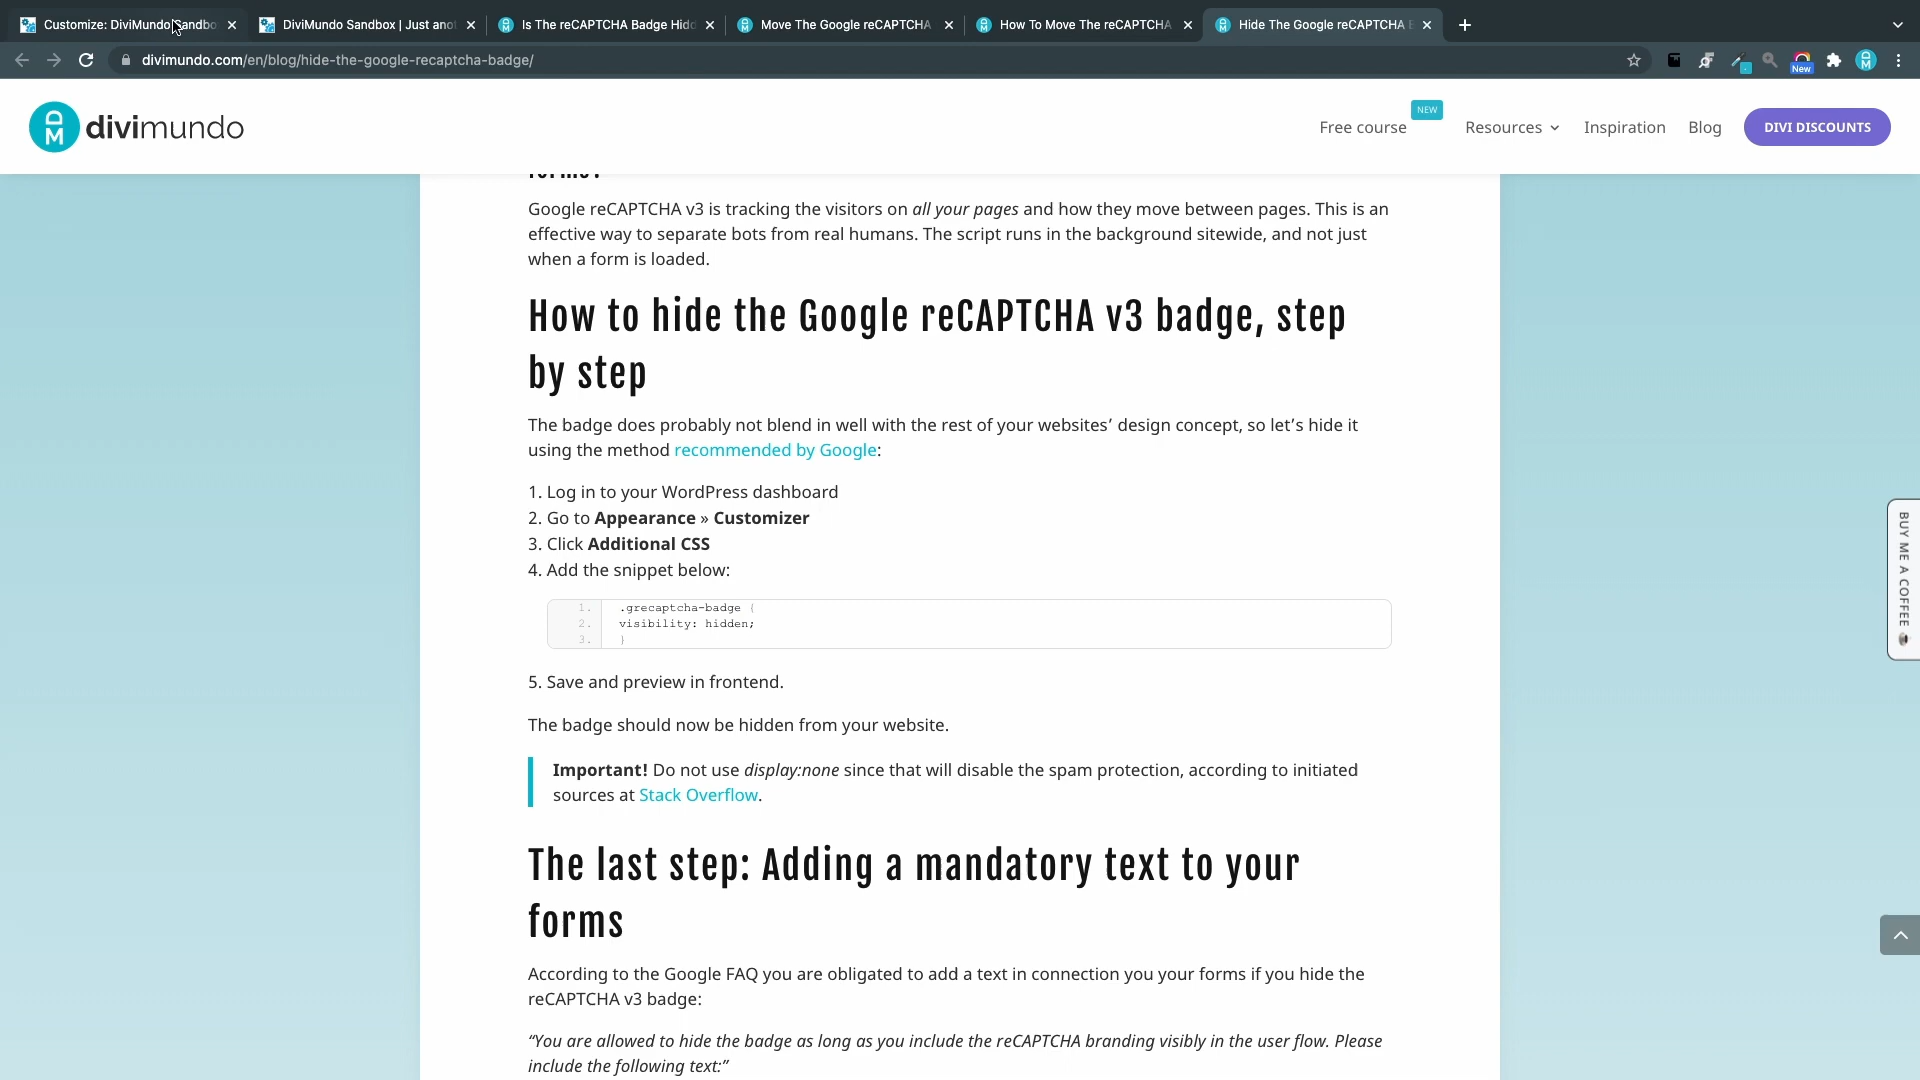 Customize: DiviMundo Sandbo
DiviMundo Sandbox | Just anot
Is The reCAPTCHA Badge Hidd
Move The Google reCAPTCHA
How To Move The reCAPTCHA
Hide The Google reCAPTCHA B
divimundo.com/en/blog/hide-the-google-recaptcha-badge/
New
DM
divimundo
Free course
NEW
Resources
Inspiration
Blog
DIVI DISCOUNTS
Google reCAPTCHA v3 is tracking the visitors on all your pages and how they move between pages. This is an
effective way to separate bots from real humans. The script runs in the background sitewide, and not just
when a form is loaded.
How to hide the Google reCAPTCHA v3 badge, step
by step
The badge does probably not blend in well with the rest of your websites’ design concept, so let’s hide it
using the method recommended by Google:
1. Log in to your WordPress dashboard
2. Go to Appearance » Customizer
3. Click Additional CSS
4. Add the snippet below:
1. .grecaptcha-badge {
2. visibility: hidden;
3. }
5. Save and preview in frontend.
The badge should now be hidden from your website.
Important! Do not use display:none since that will disable the spam protection, according to initiated
sources at Stack Overflow.
BUY ME A COFFEE
The last step: Adding a mandatory text to your
forms
According to the Google FAQ you are obligated to add a text in connection you your forms if you hide the
reCAPTCHA v3 badge:
“You are allowed to hide the badge as long as you include the reCAPTCHA branding visibly in the user flow. Please
include the following text:”